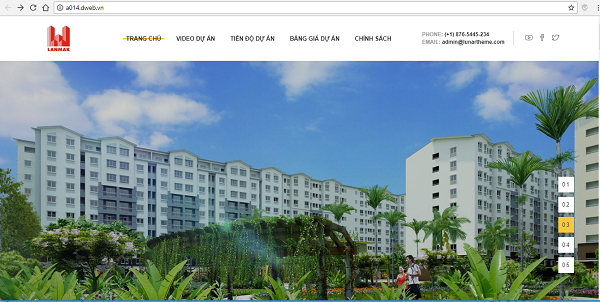 a014.dweb.vn
LANMAK
TRANG CHỦ VIDEO DỰ ÁN TIẾN ĐỘ DỰ ÁN BẢNG GIÁ DỰ ÁN CHÍNH SÁCH
PHONE: (+1) 876-5445-234
EMAIL: admin@lunartheme.com
01
02
03
04
05